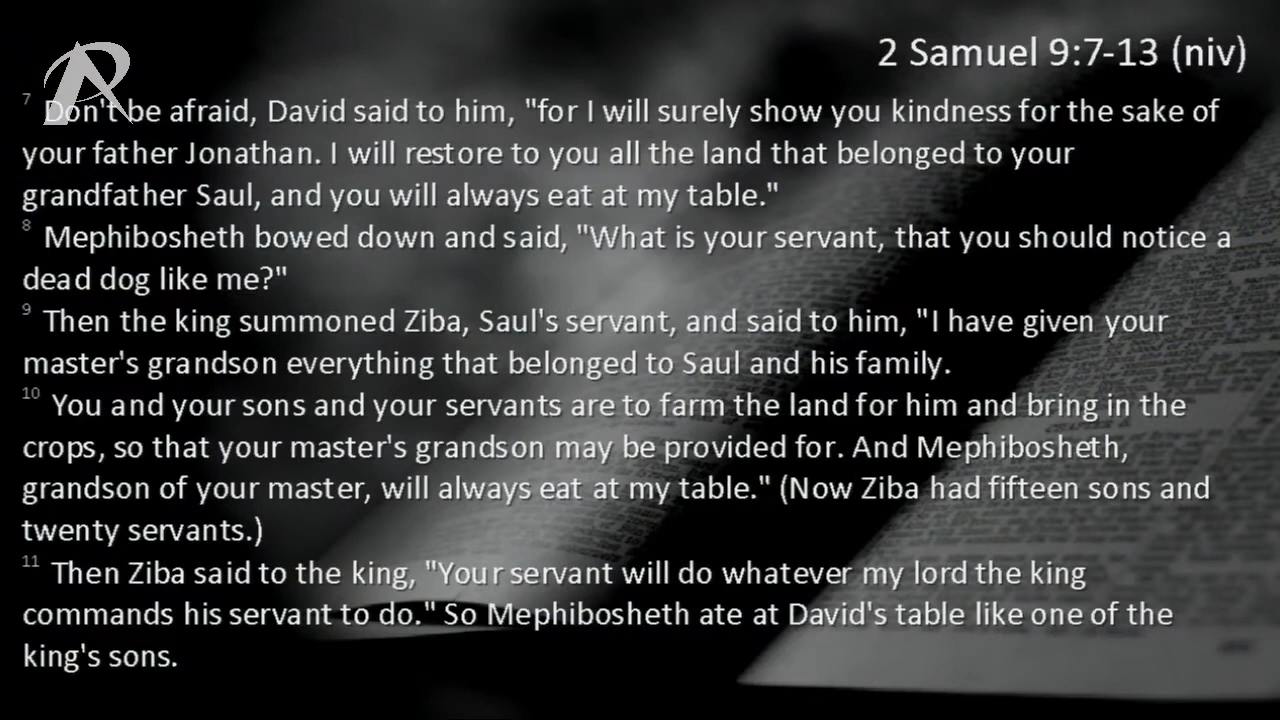 2 Samuel 9:7-13 (niv)
7 Don't be afraid, David said to him, "for I will surely show you kindness for the sake of
your father Jonathan. I will restore to you all the land that belonged to your
grandfather Saul, and you will always eat at my table."
8 Mephibosheth bowed down and said, "What is your servant, that you should notice a
dead dog like me?"
9 Then the king summoned Ziba, Saul's servant, and said to him, "I have given your
master's grandson everything that belonged to Saul and his family.
10 You and your sons and your servants are to farm the land for him and bring in the
crops, so that your master's grandson may be provided for. And Mephibosheth,
grandson of your master, will always eat at my table." (Now Ziba had fifteen sons and
twenty servants.)
11 Then Ziba said to the king, "Your servant will do whatever my lord the king
commands his servant to do." So Mephibosheth ate at David's table like one of the
king's sons.